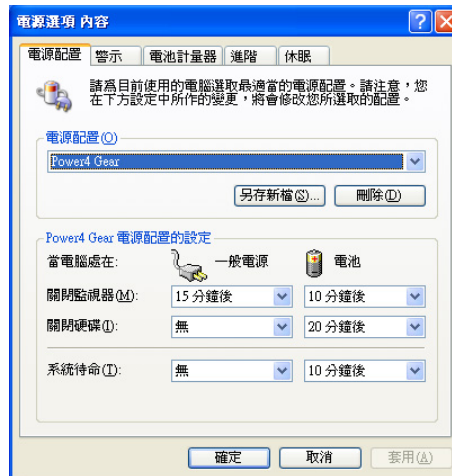 電源選項 內容
電源配置 警示 電池計量器 進階 休眠
請為目前使用的電腦選取最適當的電源配置。請注意，您
在下方設定中所作的變更，將會修改您所選取的配置。
電源配置(O)
Power4 Gear
另存新檔(S)... 刪除(D)
Power4 Gear 電源配置的設定
當電腦處在: 一般電源 電池
關閉監視器(M): 15 分鐘後 10 分鐘後
關閉硬碟(I): 無 20 分鐘後
系統待命(T): 無 10 分鐘後
確定 取消 套用(A)